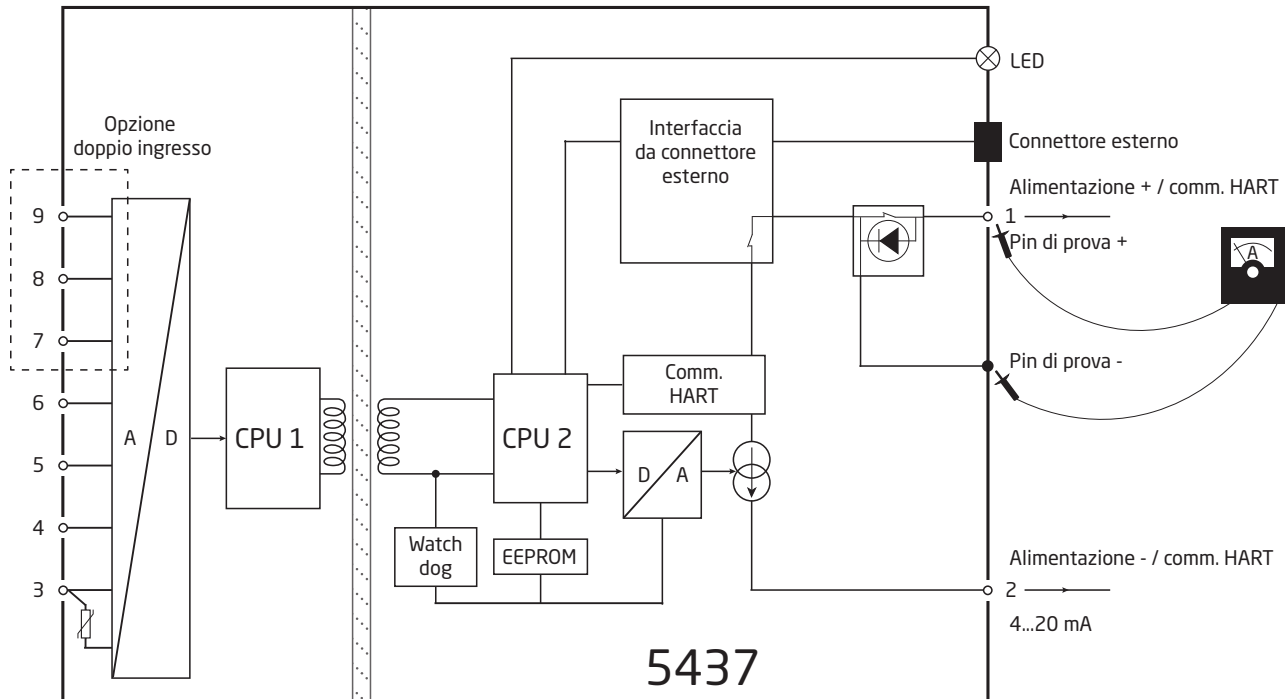 LED
Opzione
doppio ingresso
Interfaccia
da connettore
esterno
Connettore esterno
Alimentazione + / comm. HART
9
1
Pin di prova +
A
8
7
Pin di prova -
6
Comm.
HART
A D
CPU 1
CPU 2
5
D A
4
Watch
dog
EEPROM
Alimentazione - / comm. HART
3
2
4...20 mA
5437